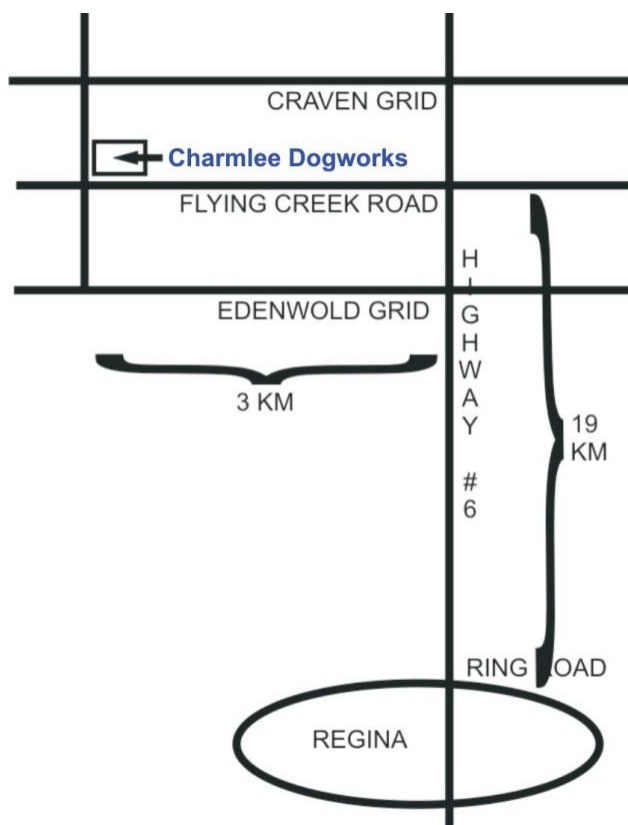 CRAVEN GRID
Charmlee Dogworks
FLYING CREEK ROAD
EDENWOLD GRID
HIGHWAY #6
3 KM
19
KM
RING ROAD
REGINA